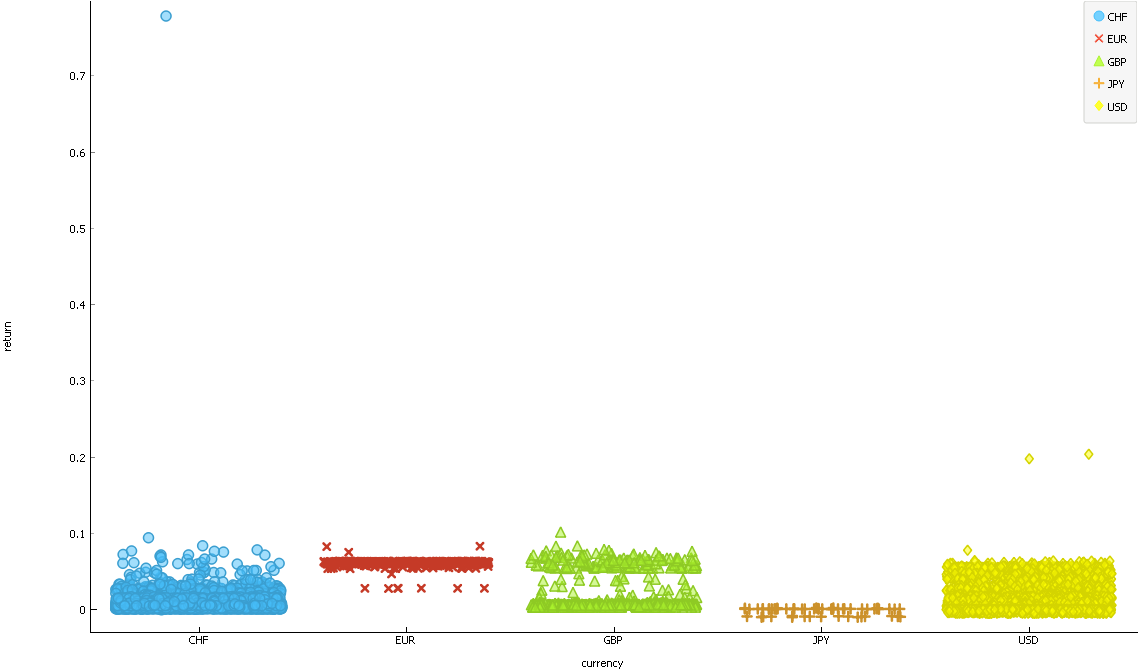 CHF
EUR
GBP
JPY
USD
0.7
0.6
0.5
0.4
0.3
0.2
0.1
0
return
CHF
EUR
GBP
JPY
USD
currency